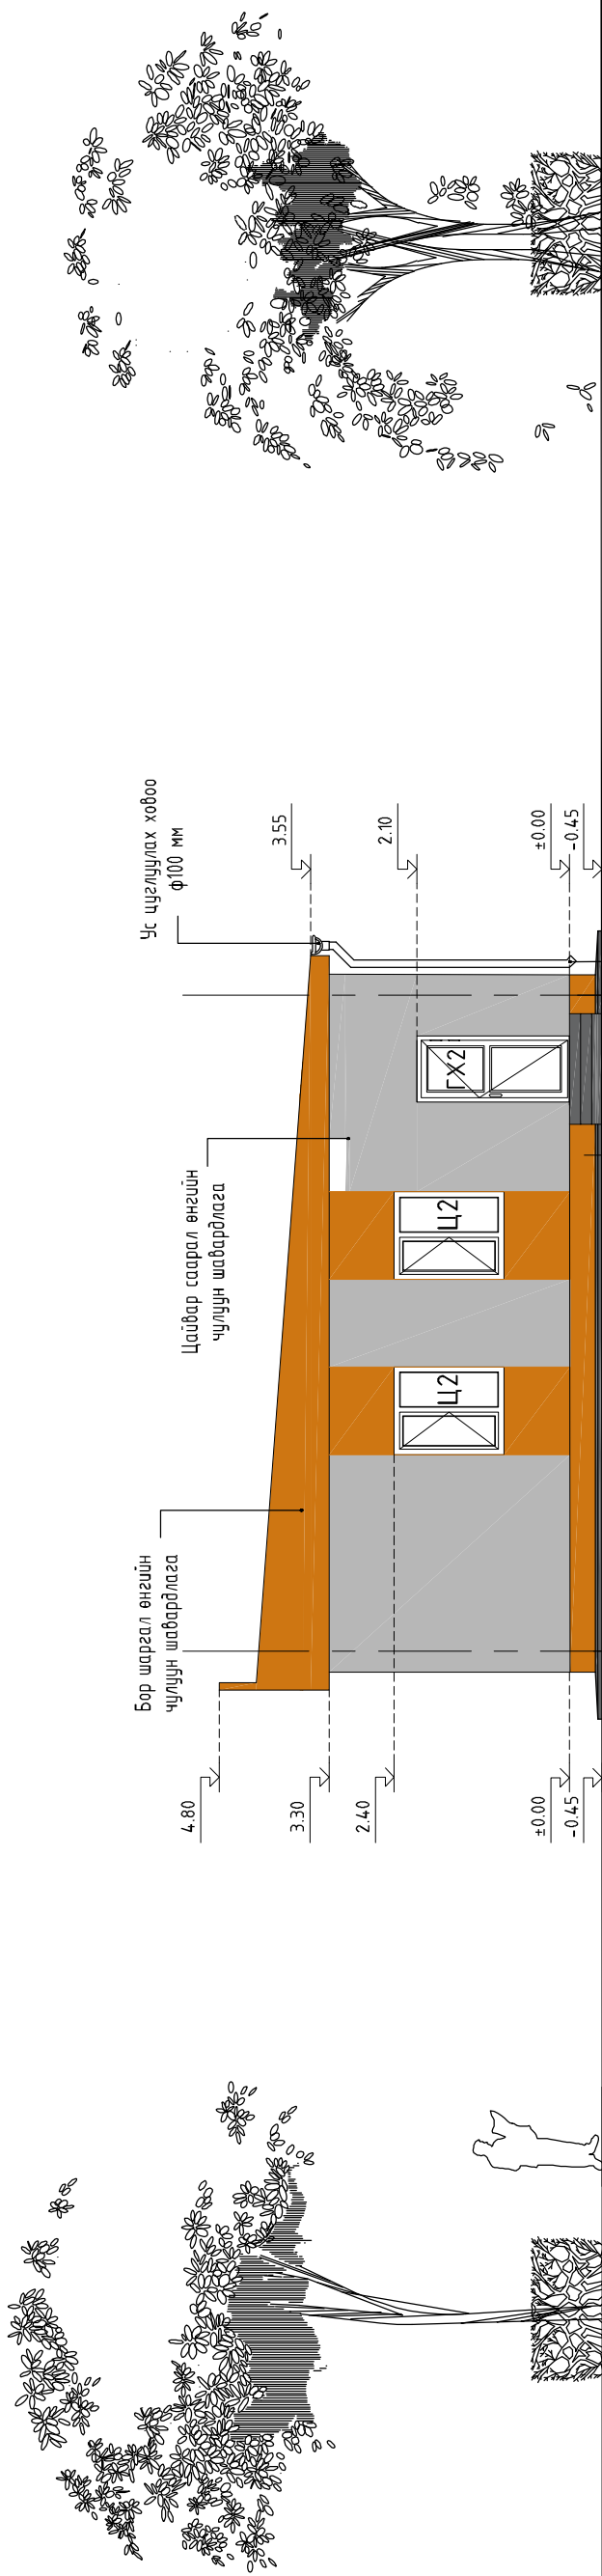 Ус цуглуулах ховоо
ф100 мм
Цайвар саарал өнгийн
чулуун шавардлага
Бор шаргал өнгийн
чулуун шавардлага
4.80
3.30
2.40
±0.00
-0.45
Ц2
Ц2
ГХ2
3.55
2.10
±0.00
-0.45